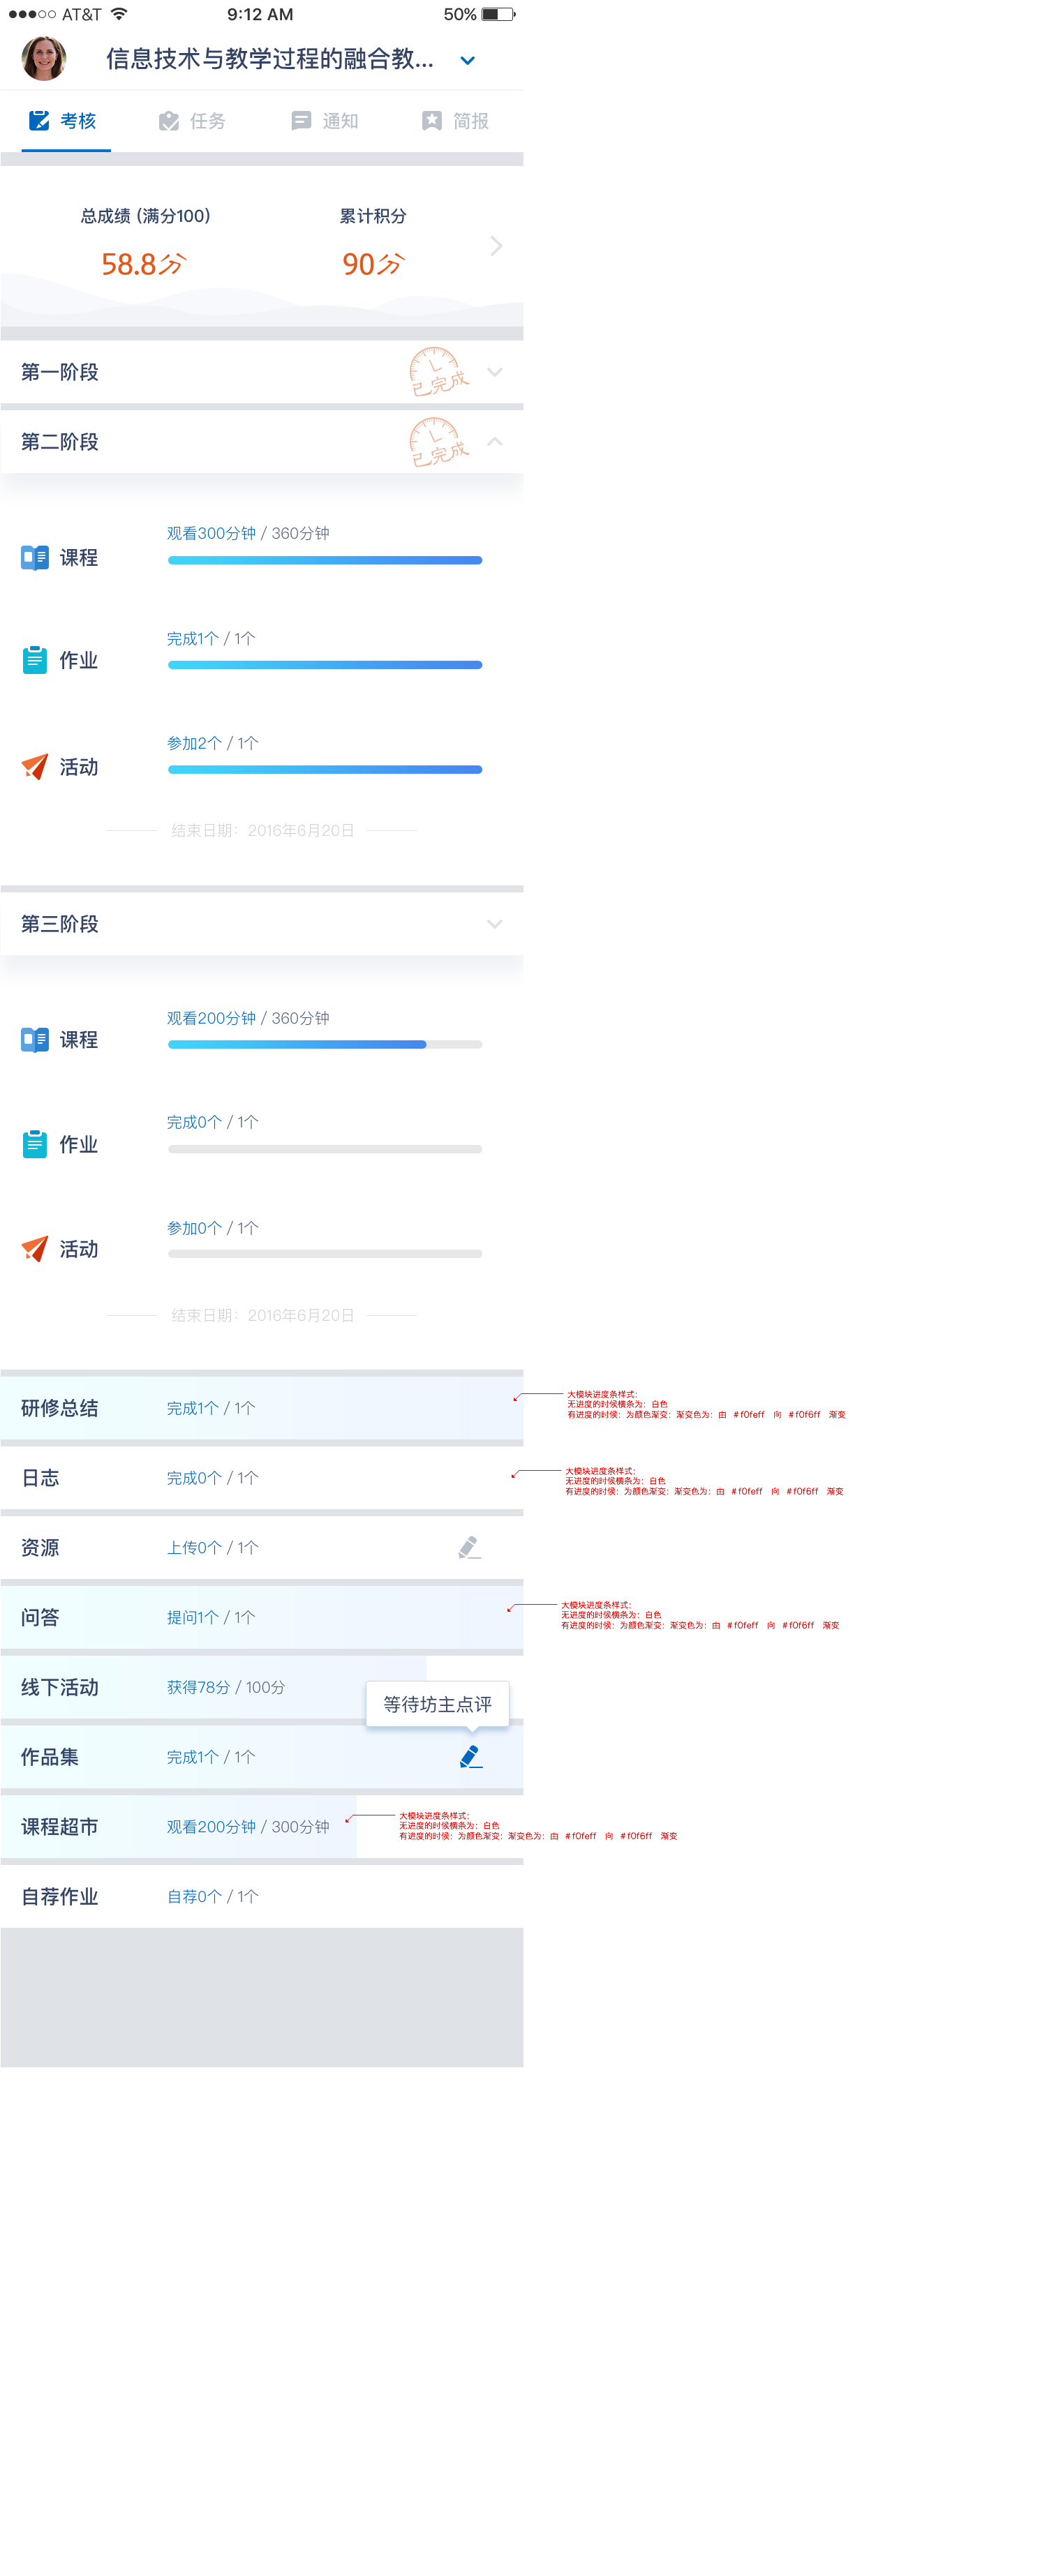 AT&T 9:12 AM 50%
信息技术与教学过程的融合教...
考核 任务 通知 简报
总成绩 (满分100) 累计积分
58.8分 90分
第一阶段 已完成
第二阶段 已完成
观看300分钟 / 360分钟
课程
完成1个 / 1个
作业
参加2个 / 1个
活动
结束日期：2016年6月20日
第三阶段
观看200分钟 / 360分钟
课程
完成0个 / 1个
作业
参加0个 / 1个
活动
结束日期：2016年6月20日
研修总结 完成1个 / 1个
大模块进度条样式：
无进度的时候横条为：白色
有进度的时候：为颜色渐变：渐变色为：由 #f0feff 向 #f0f6ff 渐变
日志 完成0个 / 1个
大模块进度条样式：
无进度的时候横条为：白色
有进度的时候：为颜色渐变：渐变色为：由 #f0feff 向 #f0f6ff 渐变
资源 上传0个 / 1个
问答 提问1个 / 1个
大模块进度条样式：
无进度的时候横条为：白色
有进度的时候：为颜色渐变：渐变色为：由 #f0feff 向 #f0f6ff 渐变
线下活动 获得78分 / 100分
等待坊主点评
作品集 完成1个 / 1个
课程超市 观看200分钟 / 300分钟
大模块进度条样式：
无进度的时候横条为：白色
有进度的时候：为颜色渐变：渐变色为：由 #f0feff 向 #f0f6ff 渐变
自荐作业 自荐0个 / 1个